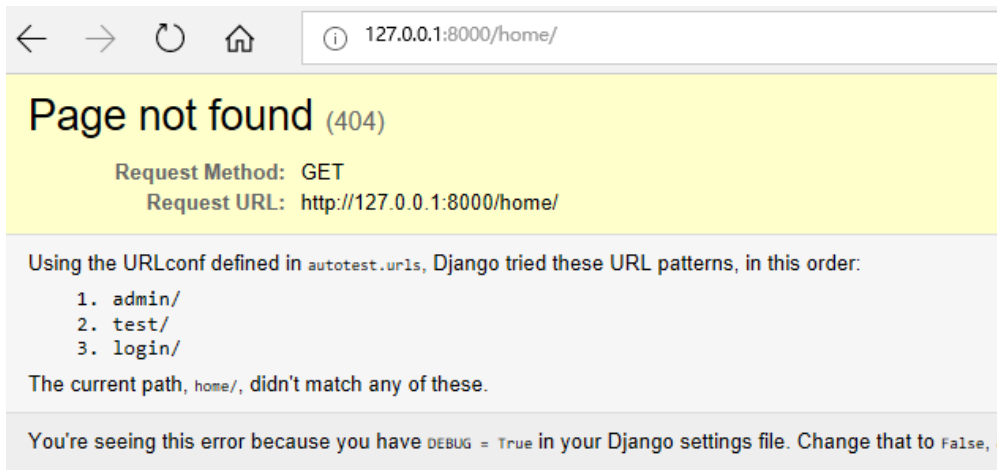 127.0.0.1:8000/home/
Page not found (404)
Request Method: GET
Request URL: http://127.0.0.1:8000/home/
Using the URLconf defined in autotest.urls, Django tried these URL patterns, in this order:
1. admin/
2. test/
3. login/
The current path, home/, didn't match any of these.
You're seeing this error because you have DEBUG = True in your Django settings file. Change that to False,